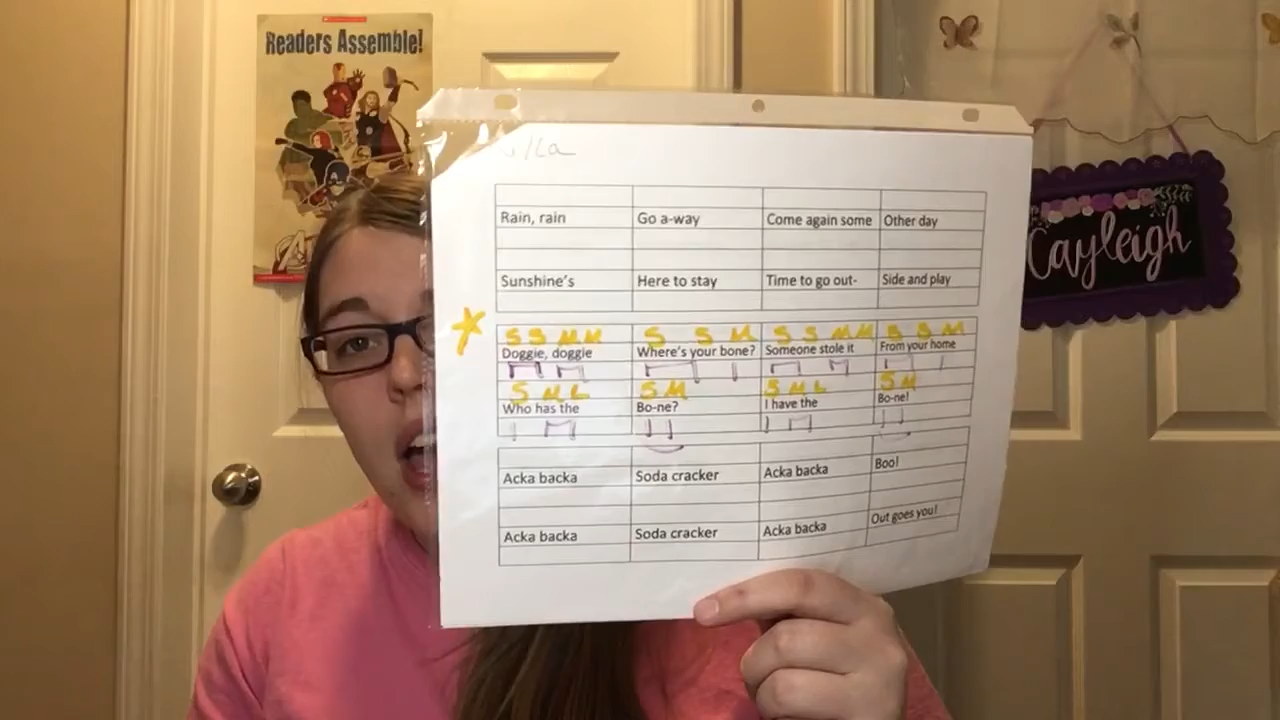 Readers Assemble!
Cayleigh
Rain, rain Go a-way Come again some Other day
Sunshine's Here to stay Time to go out- Side and play
S S M M S S M S S M M S S M
Doggie, doggie Where's your bone? Someone stole it From your home
S M L S M S M L S M
Who has the Bo-ne? I have the Bo-ne!
Acka backa Soda cracker Acka backa Boo!
Acka backa Soda cracker Acka backa Out goes you!